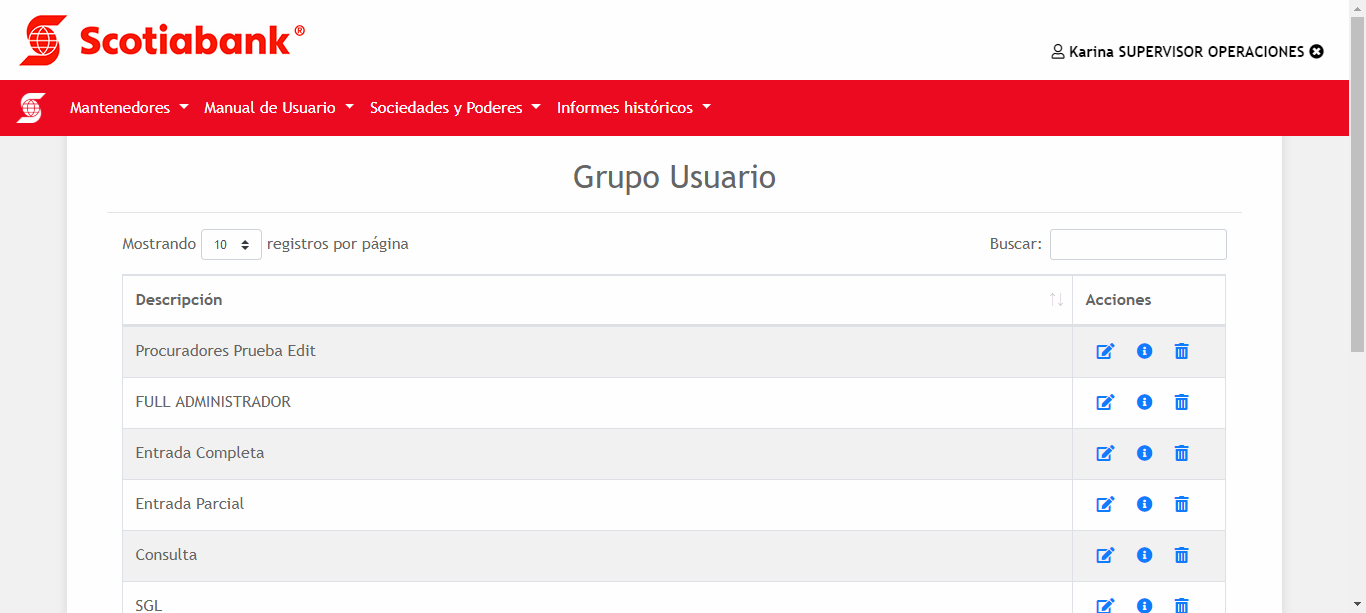 Scotiabank®
Karina SUPERVISOR OPERACIONES
Mantenedores Manual de Usuario Sociedades y Poderes Informes históricos
Grupo Usuario
Mostrando 10 registros por página Buscar:
Descripción Acciones
Procuradores Prueba Edit
FULL ADMINISTRADOR
Entrada Completa
Entrada Parcial
Consulta
SGL